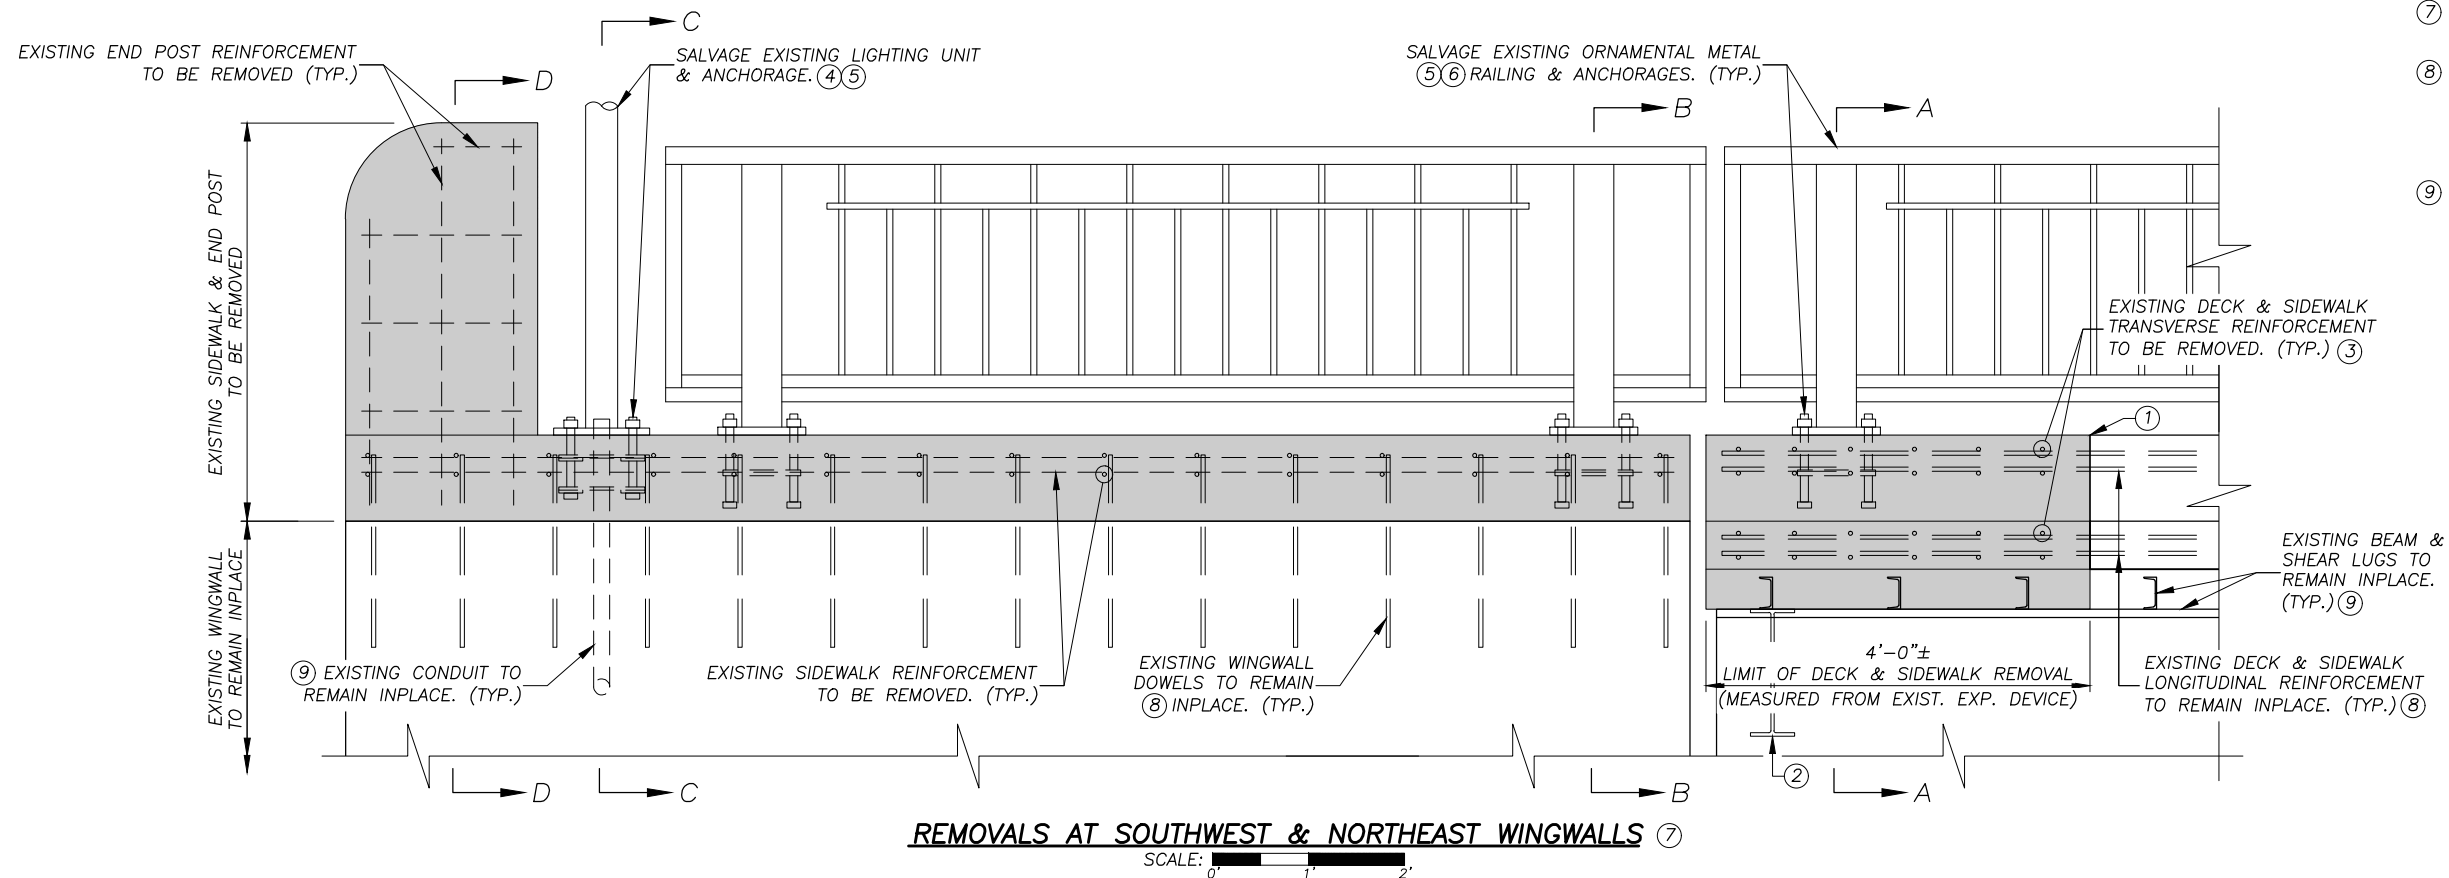 C
EXISTING END POST REINFORCEMENT
TO BE REMOVED (TYP.)
D
SALVAGE EXISTING LIGHTING UNIT
& ANCHORAGE. ④⑤
SALVAGE EXISTING ORNAMENTAL METAL
⑤⑥ RAILING & ANCHORAGES. (TYP.)
B
A
⑦
⑧
⑨
EXISTING SIDEWALK & END POST
TO BE REMOVED
EXISTING DECK & SIDEWALK
TRANSVERSE REINFORCEMENT
TO BE REMOVED. (TYP.) ③
①
EXISTING WINGWALL
TO REMAIN INPLACE
EXISTING BEAM &
SHEAR LUGS TO
REMAIN INPLACE.
(TYP.) ⑨
⑨ EXISTING CONDUIT TO
REMAIN INPLACE. (TYP.)
EXISTING SIDEWALK REINFORCEMENT
TO BE REMOVED. (TYP.)
EXISTING WINGWALL
DOWELS TO REMAIN
⑧ INPLACE. (TYP.)
4'-0"±
LIMIT OF DECK & SIDEWALK REMOVAL
(MEASURED FROM EXIST. EXP. DEVICE)
EXISTING DECK & SIDEWALK
LONGITUDINAL REINFORCEMENT
TO REMAIN INPLACE. (TYP.) ⑧
②
D
C
B
A
REMOVALS AT SOUTHWEST & NORTHEAST WINGWALLS ⑦
SCALE:
0' 1' 2'